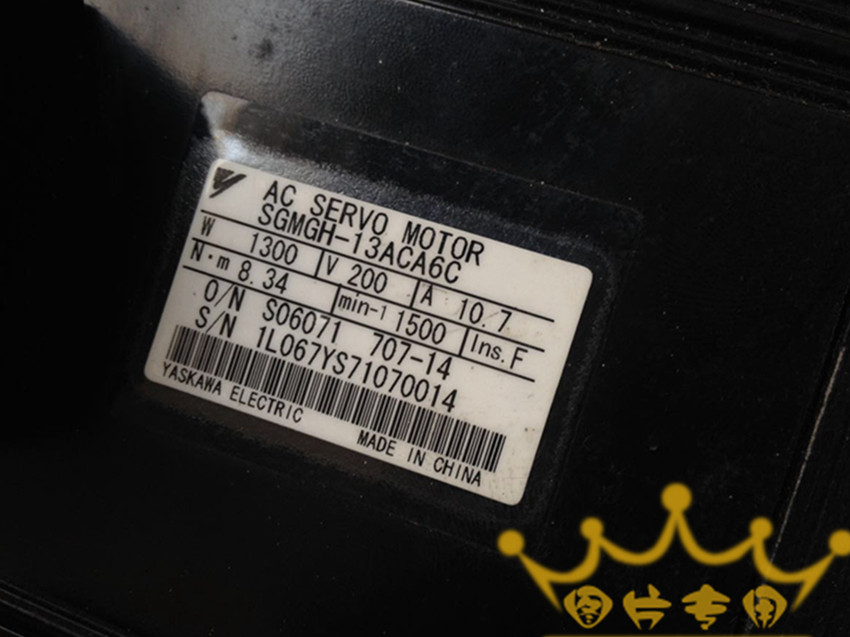 AC SERVO MOTOR
SGMGH-13ACA6C
W 1300 V 200 A 10.7
N·m 8.34 min-1 1500 Ins. F
O/N S06071 707-14
S/N 1L067YS71070014
YASKAWA ELECTRIC
MADE IN CHINA
图片专用